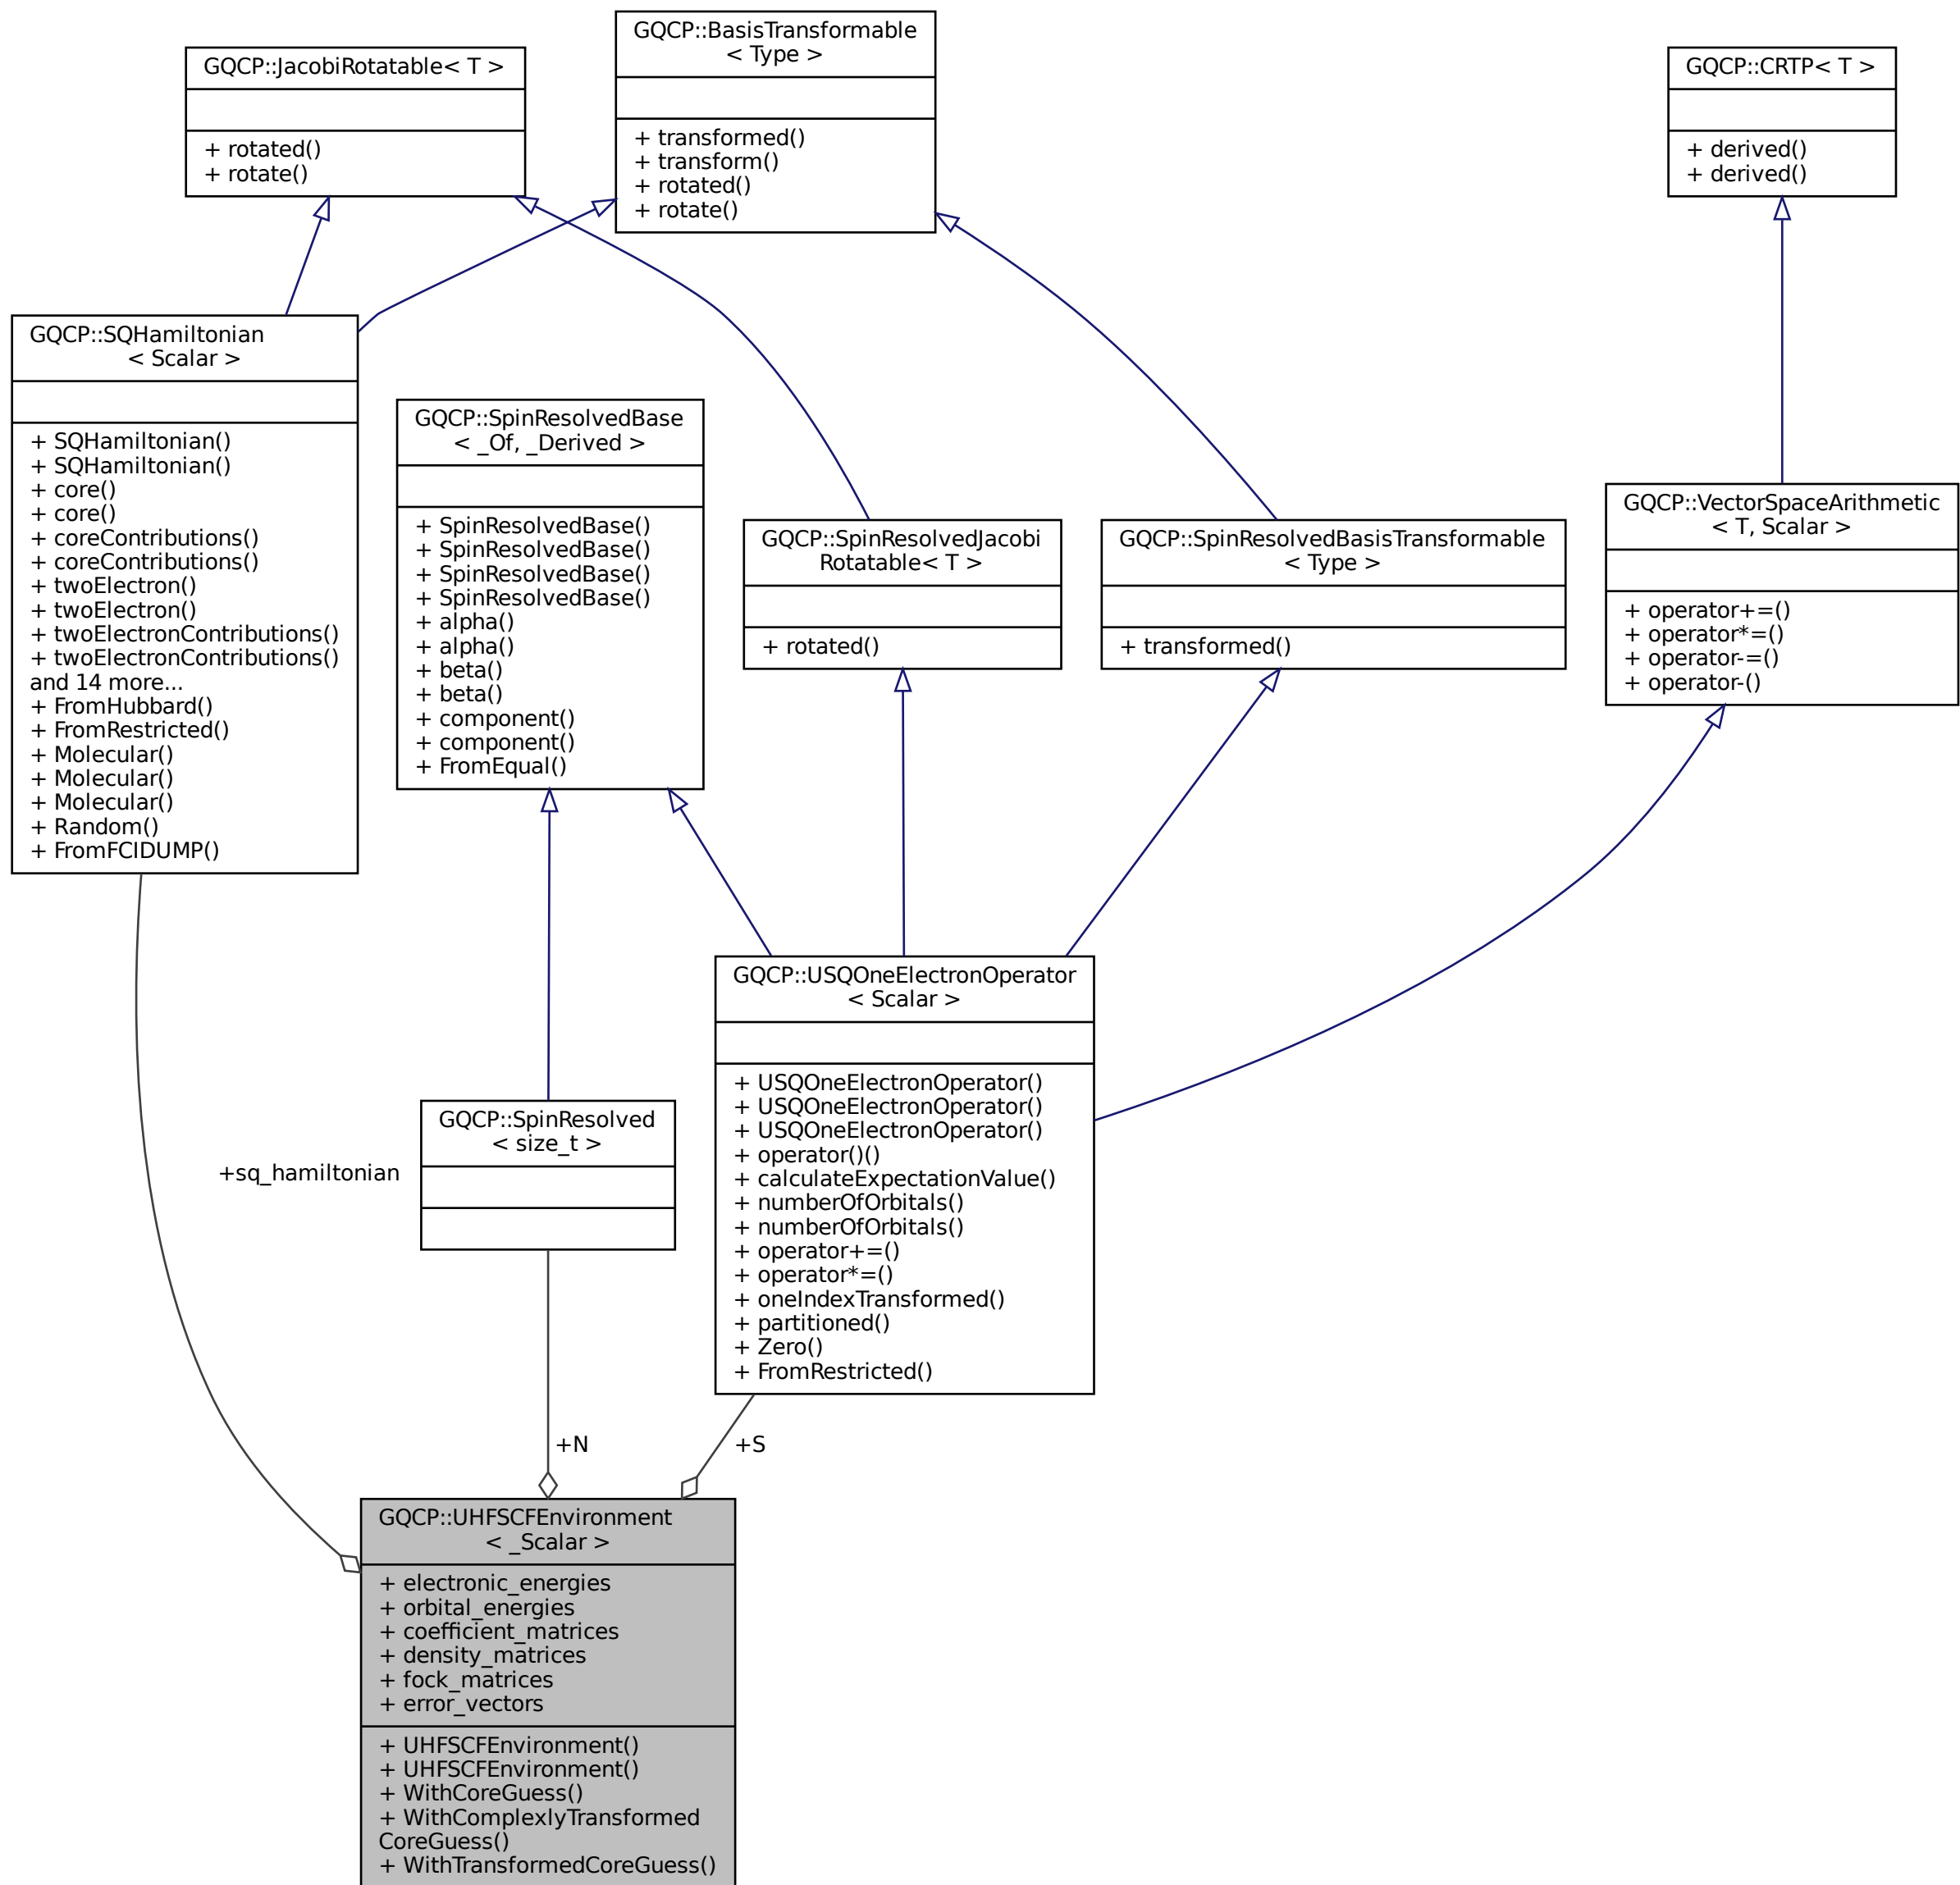 GQCP::JacobiRotatable< T >
+ rotated()
+ rotate()
GQCP::BasisTransformable
< Type >
+ transformed()
+ transform()
+ rotated()
+ rotate()
GQCP::CRTP< T >
+ derived()
+ derived()
GQCP::SQHamiltonian
< Scalar >
+ SQHamiltonian()
+ SQHamiltonian()
+ core()
+ core()
+ coreContributions()
+ coreContributions()
+ twoElectron()
+ twoElectron()
+ twoElectronContributions()
+ twoElectronContributions()
and 14 more...
+ FromHubbard()
+ FromRestricted()
+ Molecular()
+ Molecular()
+ Molecular()
+ Random()
+ FromFCIDUMP()
GQCP::SpinResolvedBase
< _Of, _Derived >
+ SpinResolvedBase()
+ SpinResolvedBase()
+ SpinResolvedBase()
+ SpinResolvedBase()
+ alpha()
+ alpha()
+ beta()
+ beta()
+ component()
+ component()
+ FromEqual()
GQCP::SpinResolvedJacobi
Rotatable< T >
+ rotated()
GQCP::SpinResolvedBasisTransformable
< Type >
+ transformed()
GQCP::VectorSpaceArithmetic
< T, Scalar >
+ operator+=()
+ operator*=()
+ operator-=()
+ operator-()
GQCP::USQOneElectronOperator
< Scalar >
+ USQOneElectronOperator()
+ USQOneElectronOperator()
+ USQOneElectronOperator()
+ operator()()
+ calculateExpectationValue()
+ numberOfOrbitals()
+ numberOfOrbitals()
+ operator+=()
+ operator*=()
+ oneIndexTransformed()
+ partitioned()
+ Zero()
+ FromRestricted()
GQCP::SpinResolved
< size_t >
+sq_hamiltonian
+N
+S
GQCP::UHFSCFEnvironment
< _Scalar >
+ electronic_energies
+ orbital_energies
+ coefficient_matrices
+ density_matrices
+ fock_matrices
+ error_vectors
+ UHFSCFEnvironment()
+ UHFSCFEnvironment()
+ WithCoreGuess()
+ WithComplexlyTransformed
CoreGuess()
+ WithTransformedCoreGuess()